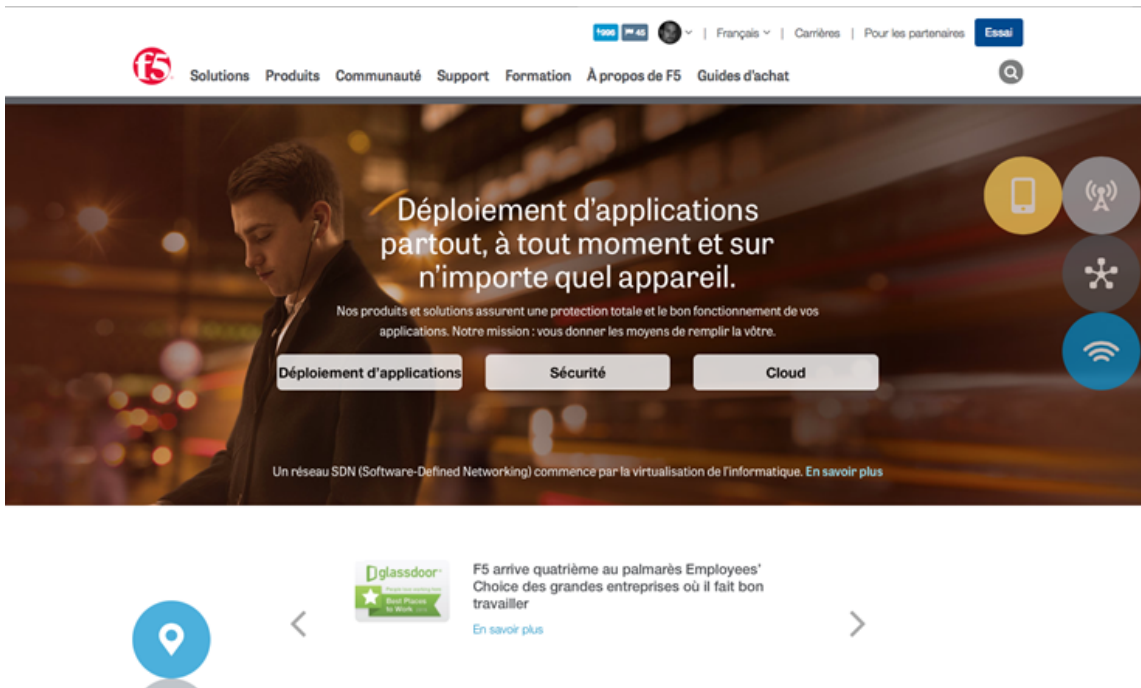 +996
45
Français
Carrières
Pour les partenaires
Essai
f5
Solutions Produits Communauté Support Formation À propos de F5 Guides d'achat
Déploiement d'applications
partout, à tout moment et sur
n'importe quel appareil.
Nos produits et solutions assurent une protection totale et le bon fonctionnement de vos
applications. Notre mission : vous donner les moyens de remplir la vôtre.
Déploiement d'applications
Sécurité
Cloud
Un réseau SDN (Software-Defined Networking) commence par la virtualisation de l'informatique. En savoir plus
glassdoor
Best Places
to Work
F5 arrive quatrième au palmarès Employees'
Choice des grandes entreprises où il fait bon
travailler
En savoir plus